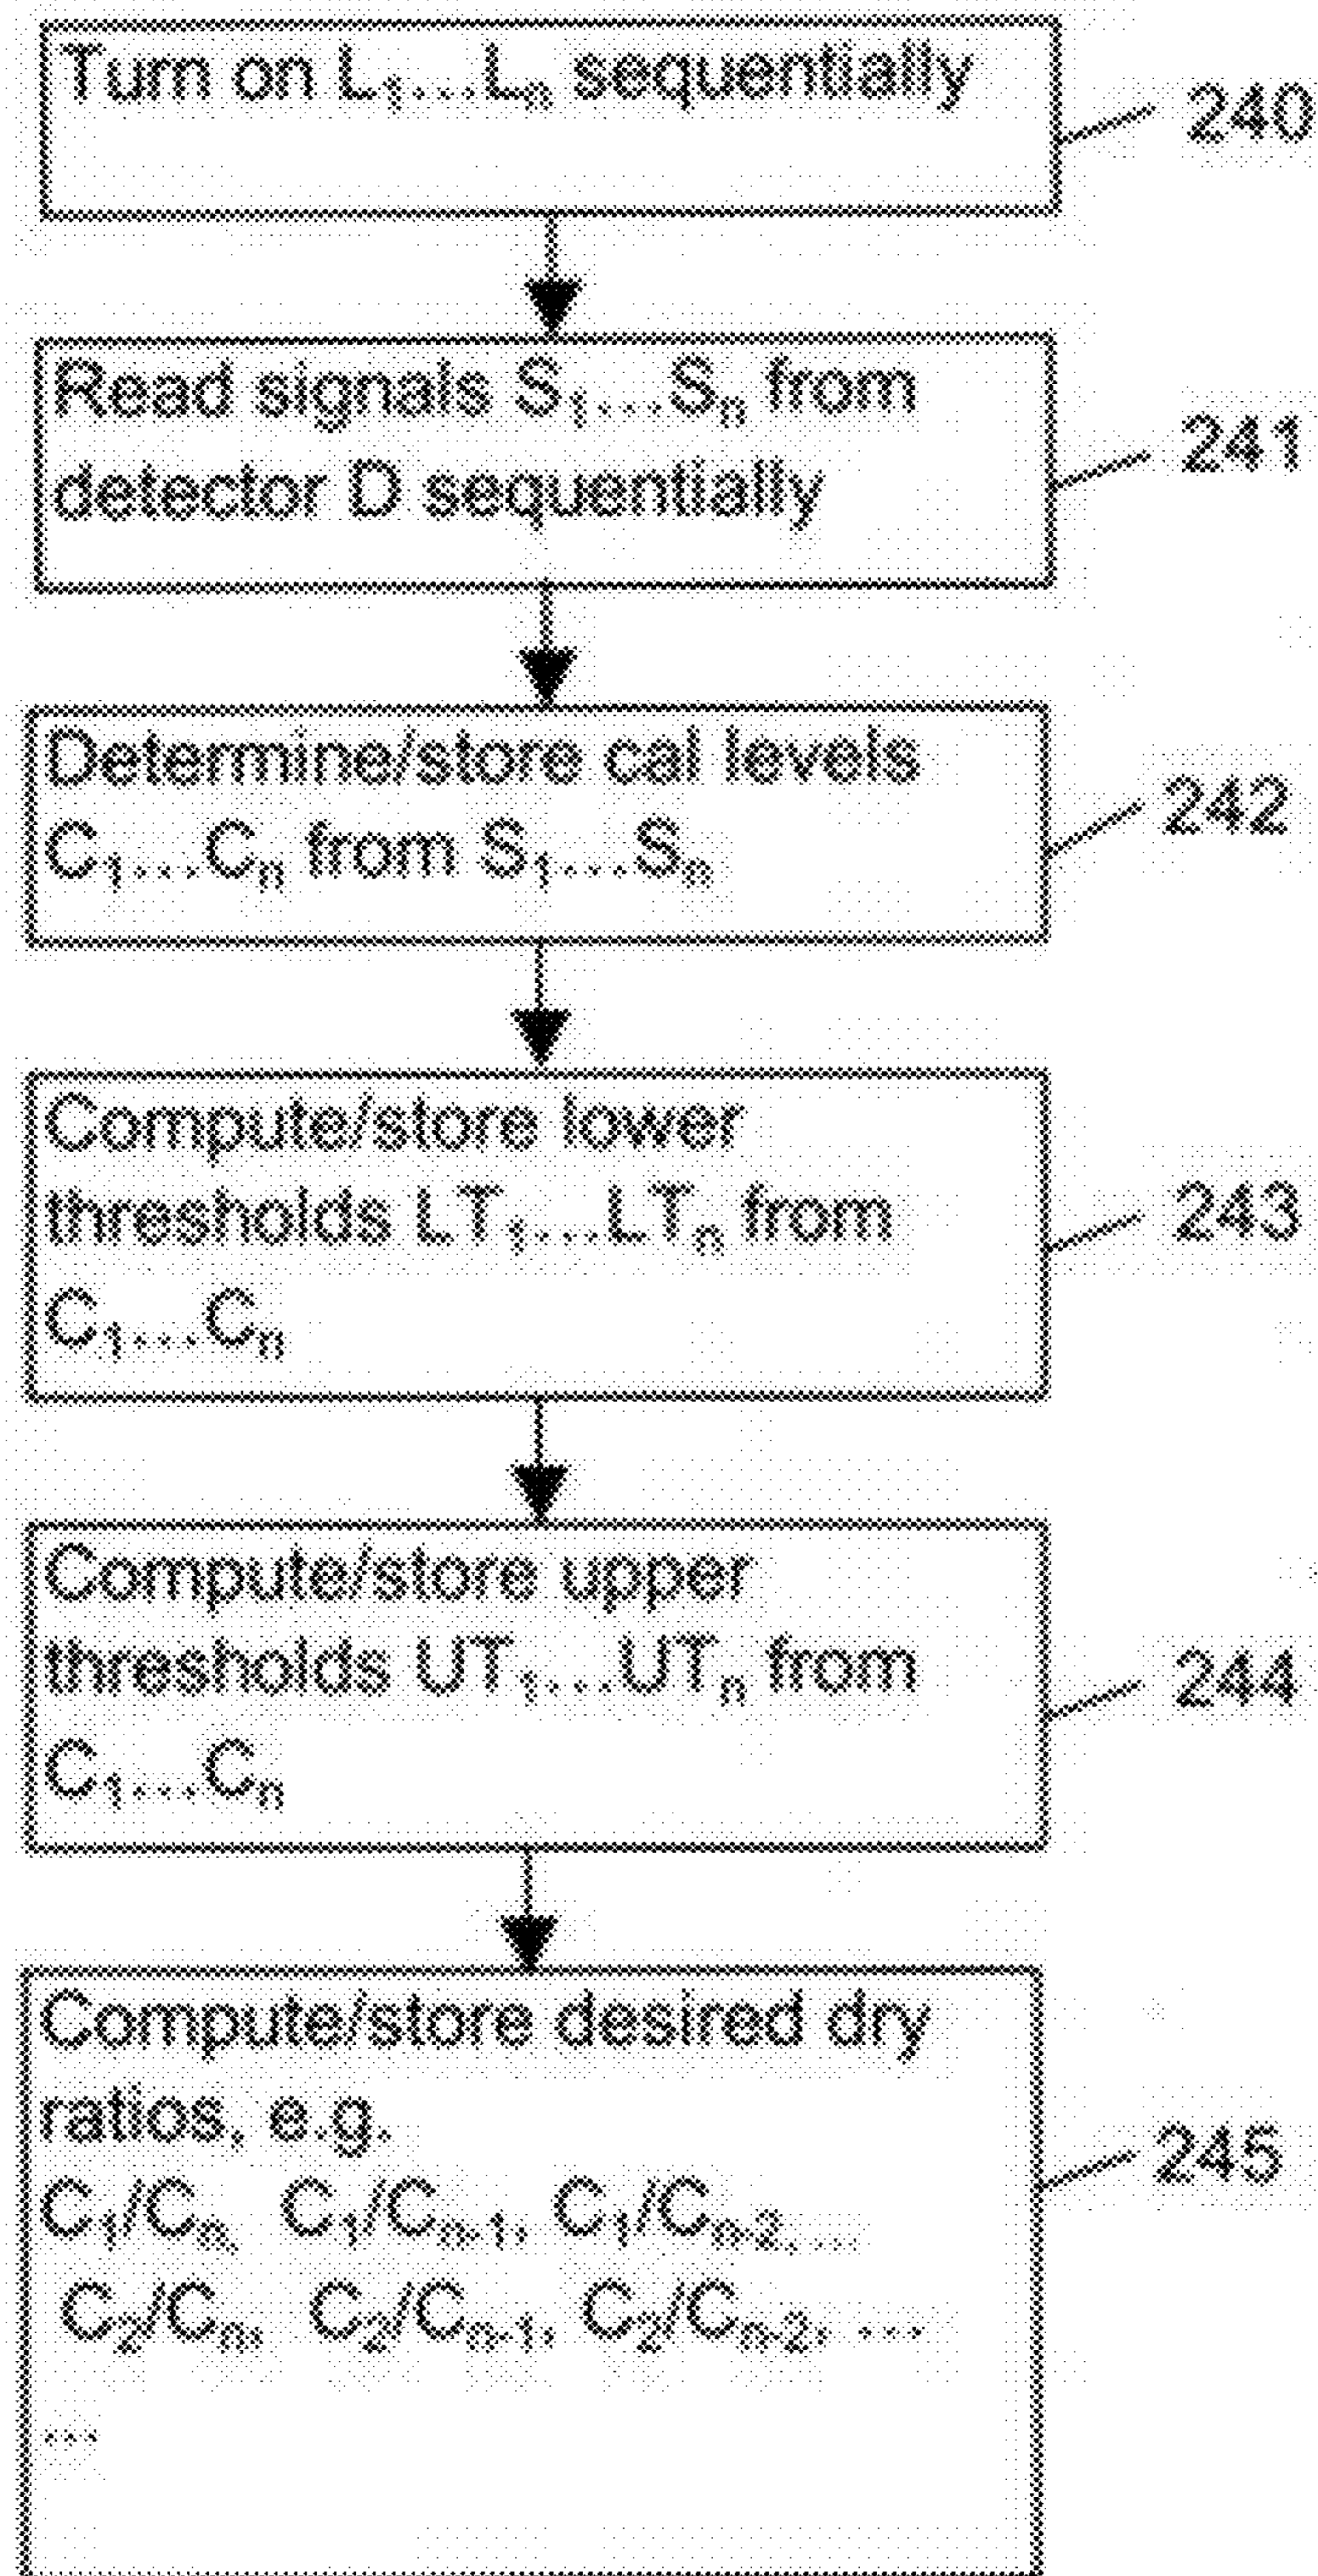 Turn on L₁...Lₙ sequentially
240
Read signals S₁...Sₙ from
detector D sequentially
241
Determine/store cal levels
C₁...Cₙ from S₁...Sₙ
242
Compute/store lower
thresholds LT₁...LTₙ from
C₁...Cₙ
243
Compute/store upper
thresholds UT₁...UTₙ from
C₁...Cₙ
244
Compute/store desired dry
ratios, e.g.
C₁/Cₙ, C₁/Cₙ₋₁, C₁/Cₙ₋₂, ...
C₂/Cₙ, C₂/Cₙ₋₁, C₂/Cₙ₋₂, ...
...
245